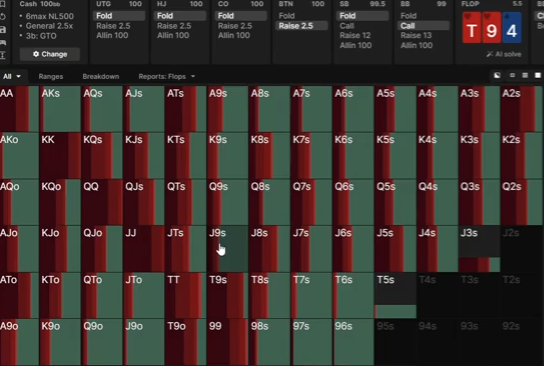 Cash 100bb
• 6max NL500
• General 2.5x
• 3b: GTO
Change
UTG 100
Fold
Raise 2.5
Allin 100
HJ 100
Fold
Raise 2.5
Allin 100
CO 100
Fold
Raise 2.5
Allin 100
BTN 100
Fold
Raise 2.5
SB 99.5
Fold
Call
Raise 12
Allin 100
BB 99
Fold
Call
Raise 13
Allin 100
FLOP 5.5
T 9 4
AI solve
All Ranges Breakdown Reports: Flops
AA AKs AQs AJs ATs A9s A8s A7s A6s A5s A4s A3s A2s
AKo KK KQs KJs KTs K9s K8s K7s K6s K5s K4s K3s K2s
AQo KQo QQ QJs QTs Q9s Q8s Q7s Q6s Q5s Q4s Q3s Q2s
AJo KJo QJo JJ JTs J9s J8s J7s J6s J5s J4s J3s J2s
ATo KTo QTo JTo TT T9s T8s T7s T6s T5s T4s T3s T2s
A9o K9o Q9o J9o T9o 99 98s 97s 96s 95s 94s 93s 92s